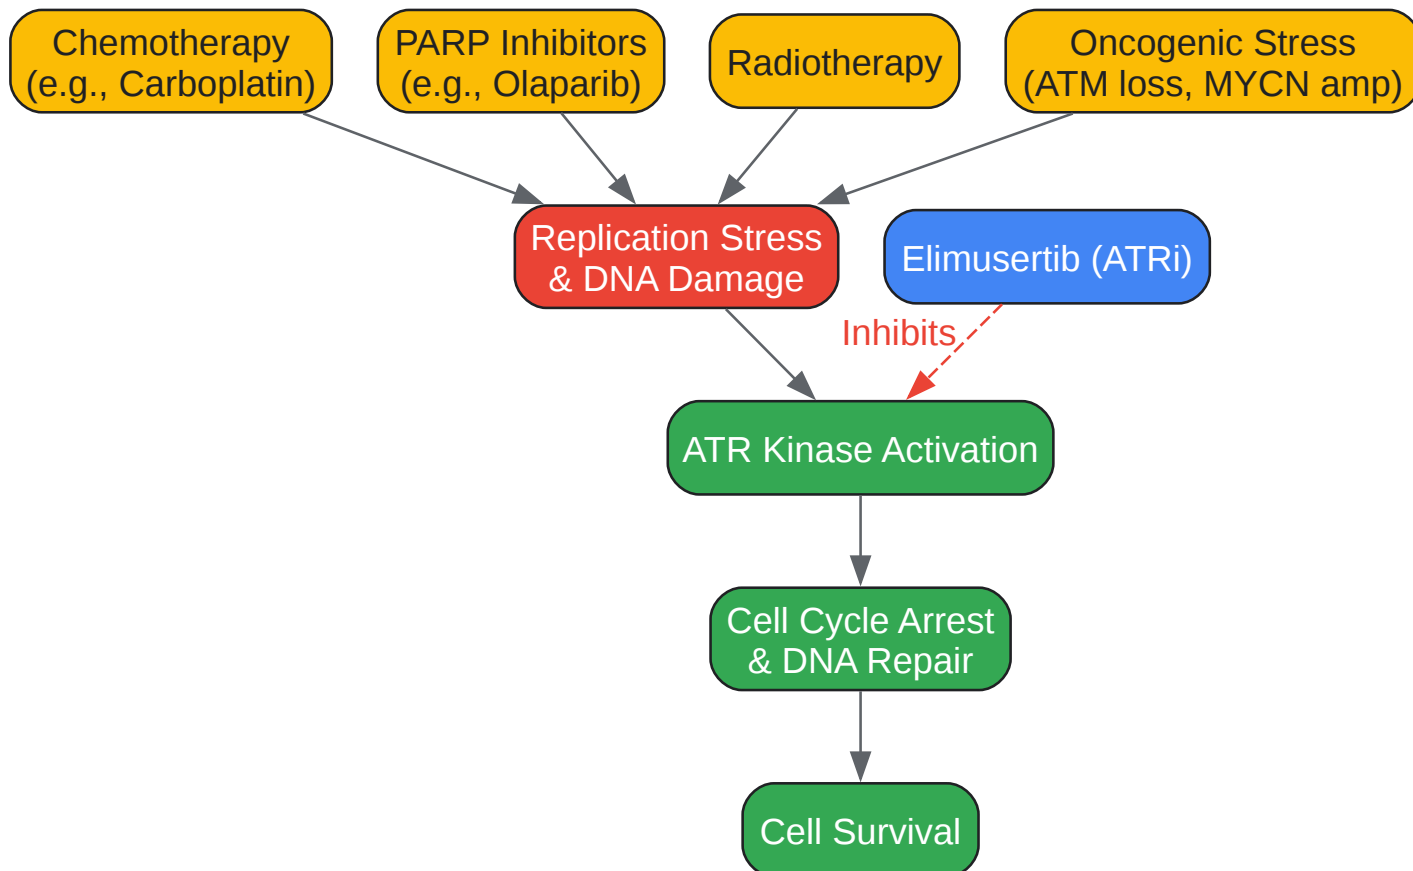 Chemotherapy
(e.g., Carboplatin)
PARP Inhibitors
(e.g., Olaparib)
Radiotherapy
Oncogenic Stress
(ATM loss, MYCN amp)
Replication Stress
& DNA Damage
Elimusertib (ATRi)
Inhibits
ATR Kinase Activation
Cell Cycle Arrest
& DNA Repair
Cell Survival